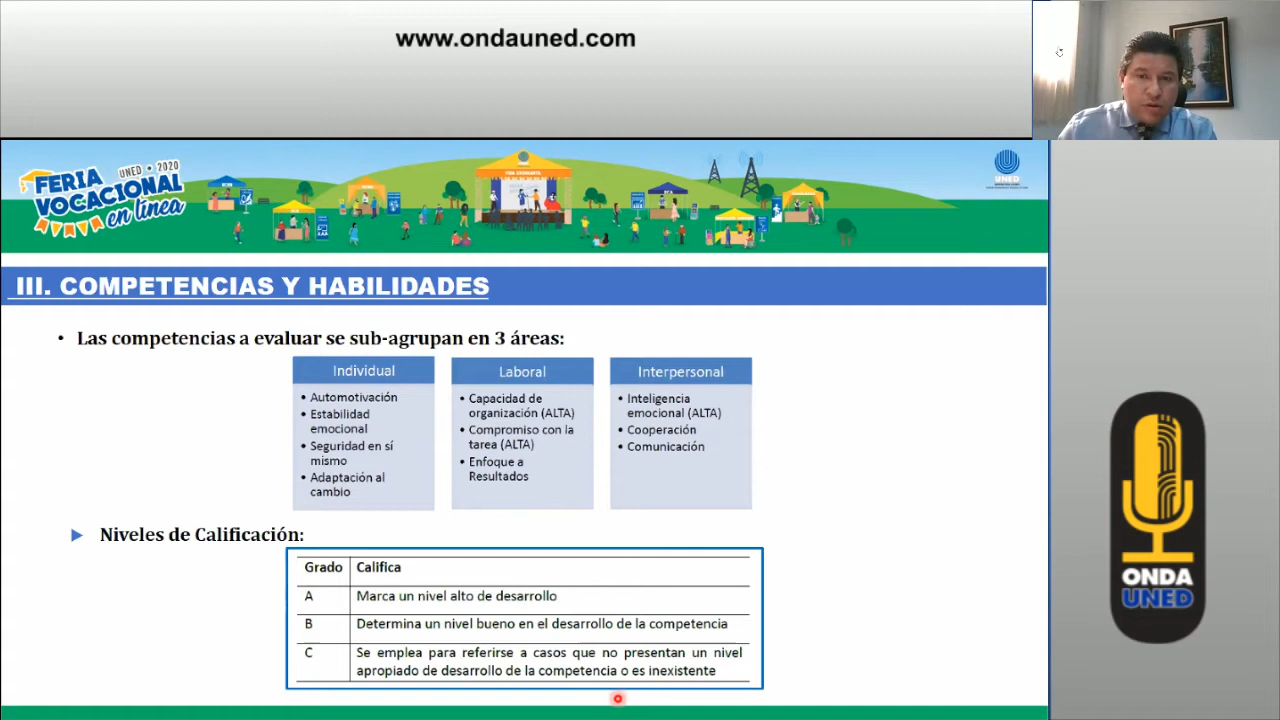 www.ondauned.com
FERIA
UNED • 2020
VOCACIONAL
en línea
UNED
III. COMPETENCIAS Y HABILIDADES
• Las competencias a evaluar se sub-agrupan en 3 áreas:
Individual
• Automotivación
• Estabilidad
emocional
• Seguridad en sí
mismo
• Adaptación al
cambio
Laboral
• Capacidad de
organización (ALTA)
• Compromiso con la
tarea (ALTA)
• Enfoque a
Resultados
Interpersonal
• Inteligencia
emocional (ALTA)
• Cooperación
• Comunicación
Niveles de Calificación:
Grado Califica
A Marca un nivel alto de desarrollo
B Determina un nivel bueno en el desarrollo de la competencia
C Se emplea para referirse a casos que no presentan un nivel
apropiado de desarrollo de la competencia o es inexistente
ONDA
UNED